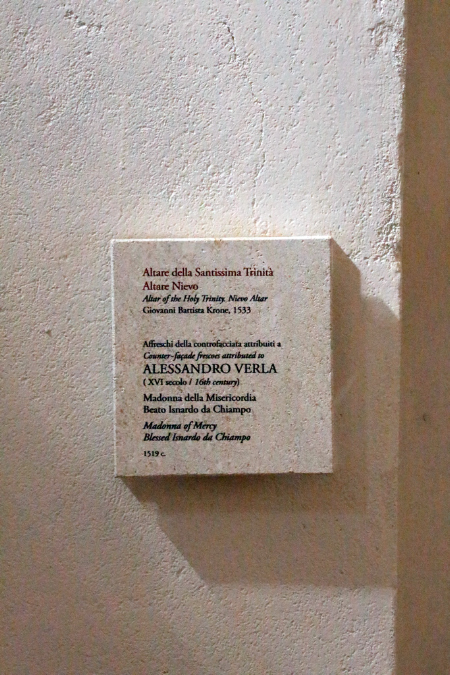 Altare della Santissima Trinità
Altare Nievo
Altar of the Holy Trinity. Nievo Altar
Giovanni Battista Krone, 1533
Affreschi della controfacciata attribuiti a
Counter-façade frescoes attributed to
ALESSANDRO VERLA
( XVI secolo / 16th century)
Madonna della Misericordia
Beato Isnardo da Chiampo
Madonna of Mercy
Blessed Isnardo da Chiampo
1519 c.